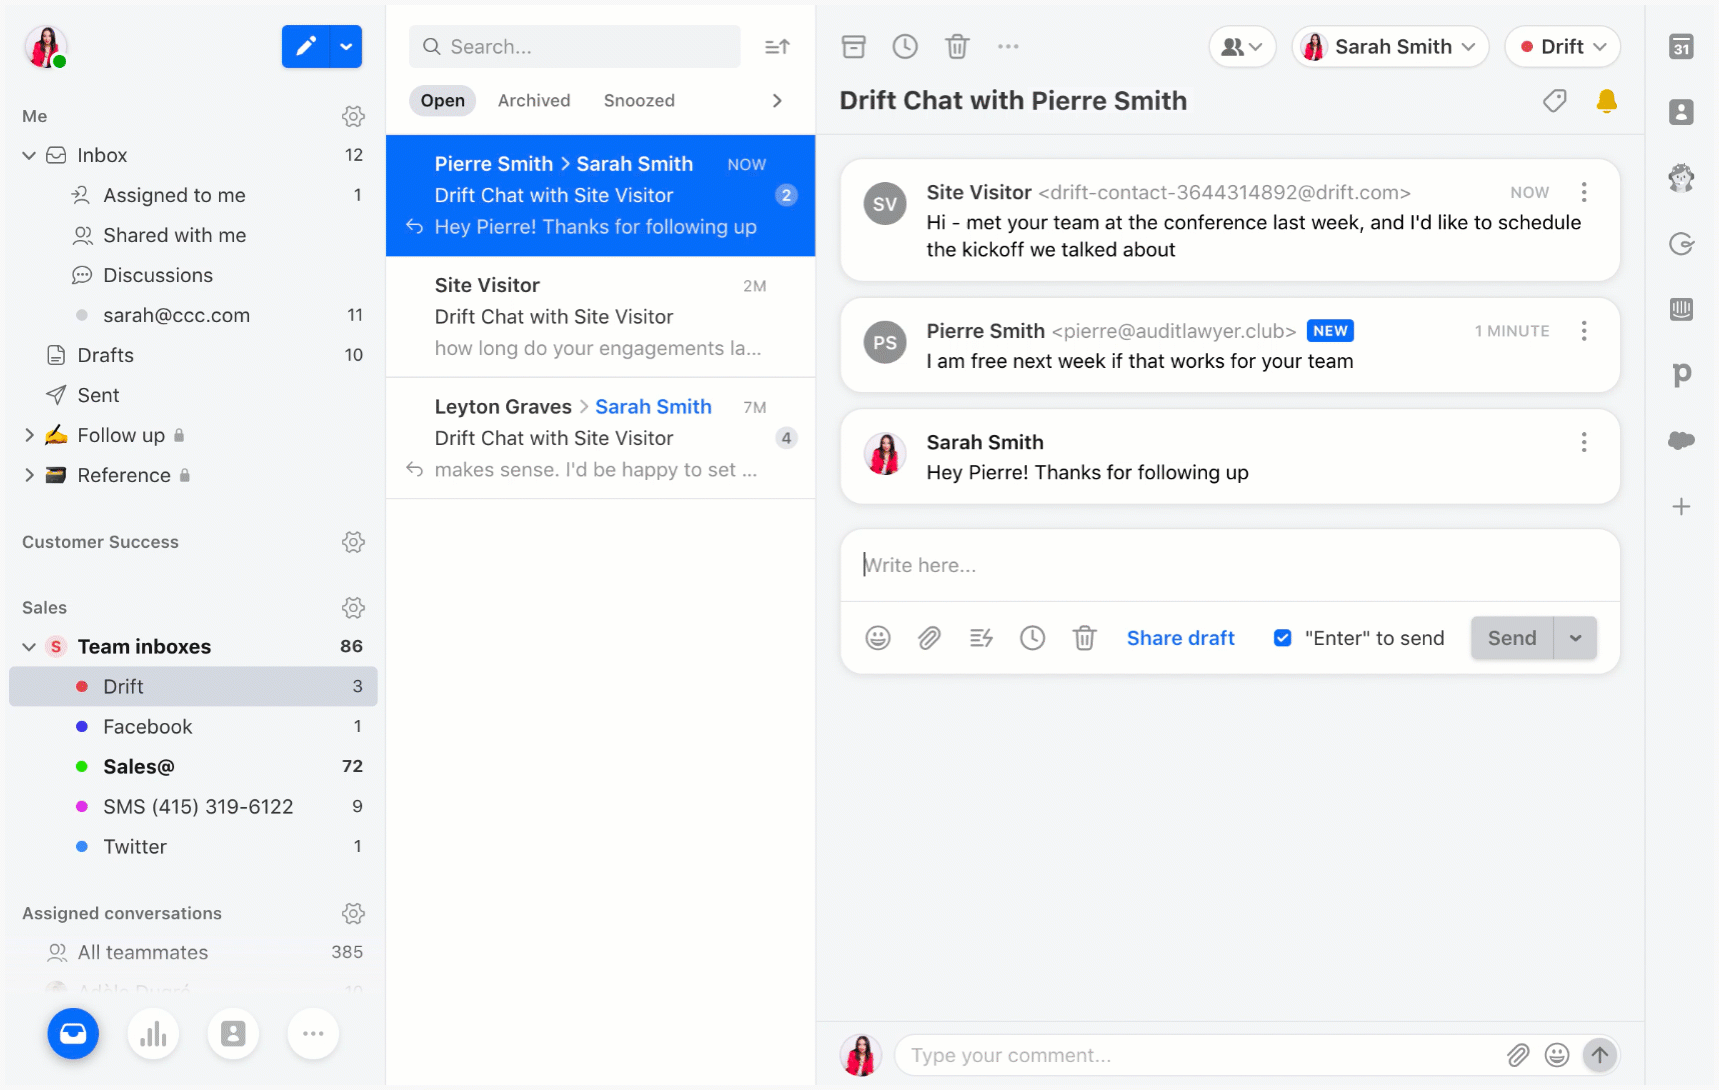 Me
Inbox 12
Assigned to me 1
Shared with me
Discussions
sarah@ccc.com 11
Drafts 10
Sent
Follow up
Reference
Customer Success
Sales
S Team inboxes 86
Drift 3
Facebook 1
Sales@ 72
SMS (415) 319-6122 9
Twitter 1
Assigned conversations
All teammates 385
Search...
Open Archived Snoozed
Pierre Smith > Sarah Smith NOW
Drift Chat with Site Visitor 2
Hey Pierre! Thanks for following up
Site Visitor 2M
Drift Chat with Site Visitor
how long do your engagements la...
Leyton Graves > Sarah Smith 7M
Drift Chat with Site Visitor 4
makes sense. I'd be happy to set ...
Sarah Smith Drift
Drift Chat with Pierre Smith
SV Site Visitor <drift-contact-3644314892@drift.com> NOW
Hi - met your team at the conference last week, and I'd like to schedule
the kickoff we talked about
PS Pierre Smith <pierre@auditlawyer.club> NEW 1 MINUTE
I am free next week if that works for your team
Sarah Smith
Hey Pierre! Thanks for following up
Write here...
Share draft "Enter" to send Send
Type your comment...
31
p